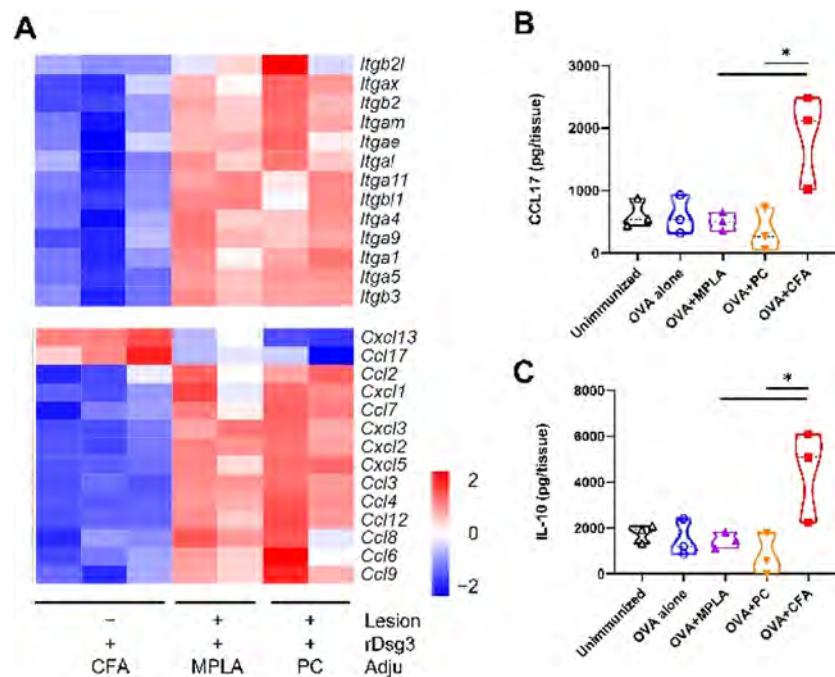 A
Itgb2l
Itgax
Itgb2
Itgam
Itgae
Itgal
Itga11
Itgbl1
Itga4
Itga9
Itga1
Itga5
Itgb3
Cxcl13
Ccl17
Ccl2
Cxcl1
Ccl7
Cxcl3
Cxcl2
Cxcl5
Ccl3
Ccl4
Ccl12
Ccl8
Ccl6
Ccl9
2
0
−2
− + + Lesion
+ + + rDsg3
CFA MPLA PC Adju
B
*
CCL17 (pg/tissue)
3000
2000
1000
0
Unimmunized
OVA alone
OVA+MPLA
OVA+PC
OVA+CFA
C
*
IL-10 (pg/tissue)
8000
6000
4000
2000
0
Unimmunized
OVA alone
OVA+MPLA
OVA+PC
OVA+CFA